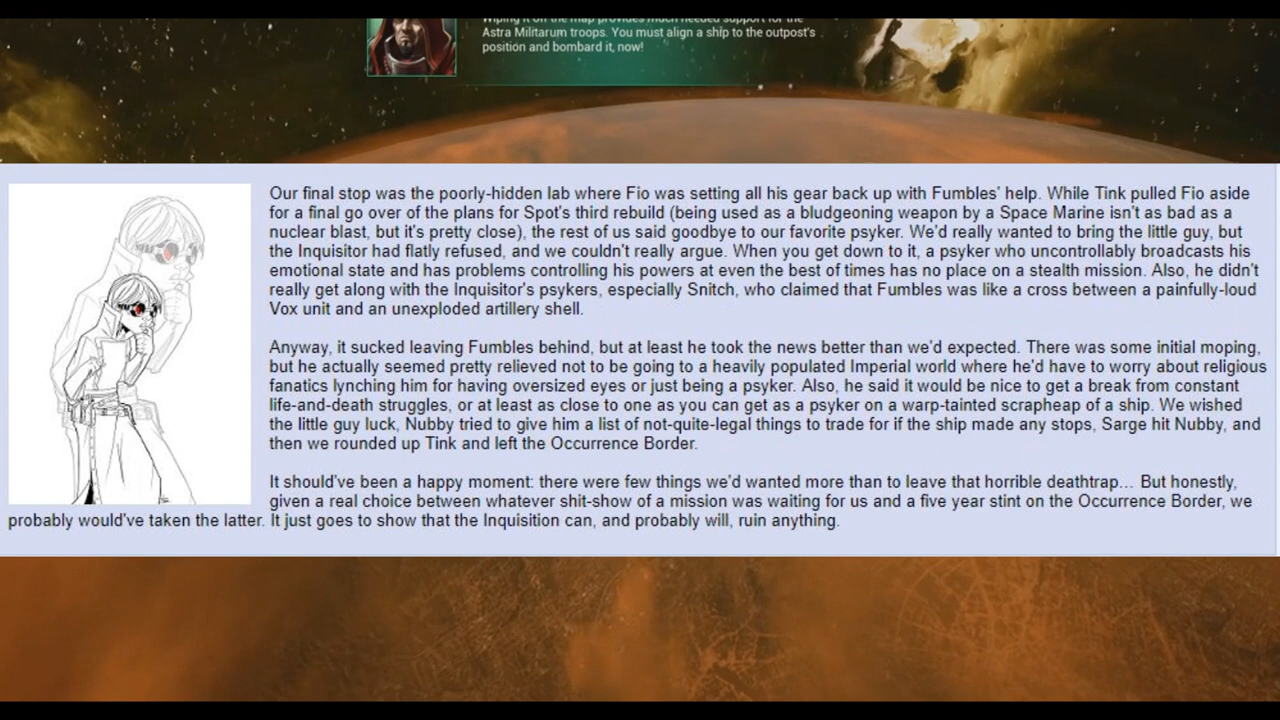 Wiping it off the map provides much needed support for the
Astra Militarum troops. You must align a ship to the outpost's
position and bombard it, now!
Our final stop was the poorly-hidden lab where Fio was setting all his gear back up with Fumbles' help. While Tink pulled Fio aside
for a final go over of the plans for Spot's third rebuild (being used as a bludgeoning weapon by a Space Marine isn't as bad as a
nuclear blast, but it's pretty close), the rest of us said goodbye to our favorite psyker. We'd really wanted to bring the little guy, but
the Inquisitor had flatly refused, and we couldn't really argue. When you get down to it, a psyker who uncontrollably broadcasts his
emotional state and has problems controlling his powers at even the best of times has no place on a stealth mission. Also, he didn't
really get along with the Inquisitor's psykers, especially Snitch, who claimed that Fumbles was like a cross between a painfully-loud
Vox unit and an unexploded artillery shell.
Anyway, it sucked leaving Fumbles behind, but at least he took the news better than we'd expected. There was some initial moping,
but he actually seemed pretty relieved not to be going to a heavily populated Imperial world where he'd have to worry about religious
fanatics lynching him for having oversized eyes or just being a psyker. Also, he said it would be nice to get a break from constant
life-and-death struggles, or at least as close to one as you can get as a psyker on a warp-tainted scrapheap of a ship. We wished
the little guy luck, Nubby tried to give him a list of not-quite-legal things to trade for if the ship made any stops, Sarge hit Nubby, and
then we rounded up Tink and left the Occurrence Border.
It should've been a happy moment: there were few things we'd wanted more than to leave that horrible deathtrap... But honestly,
given a real choice between whatever shit-show of a mission was waiting for us and a five year stint on the Occurrence Border, we
probably would've taken the latter. It just goes to show that the Inquisition can, and probably will, ruin anything.